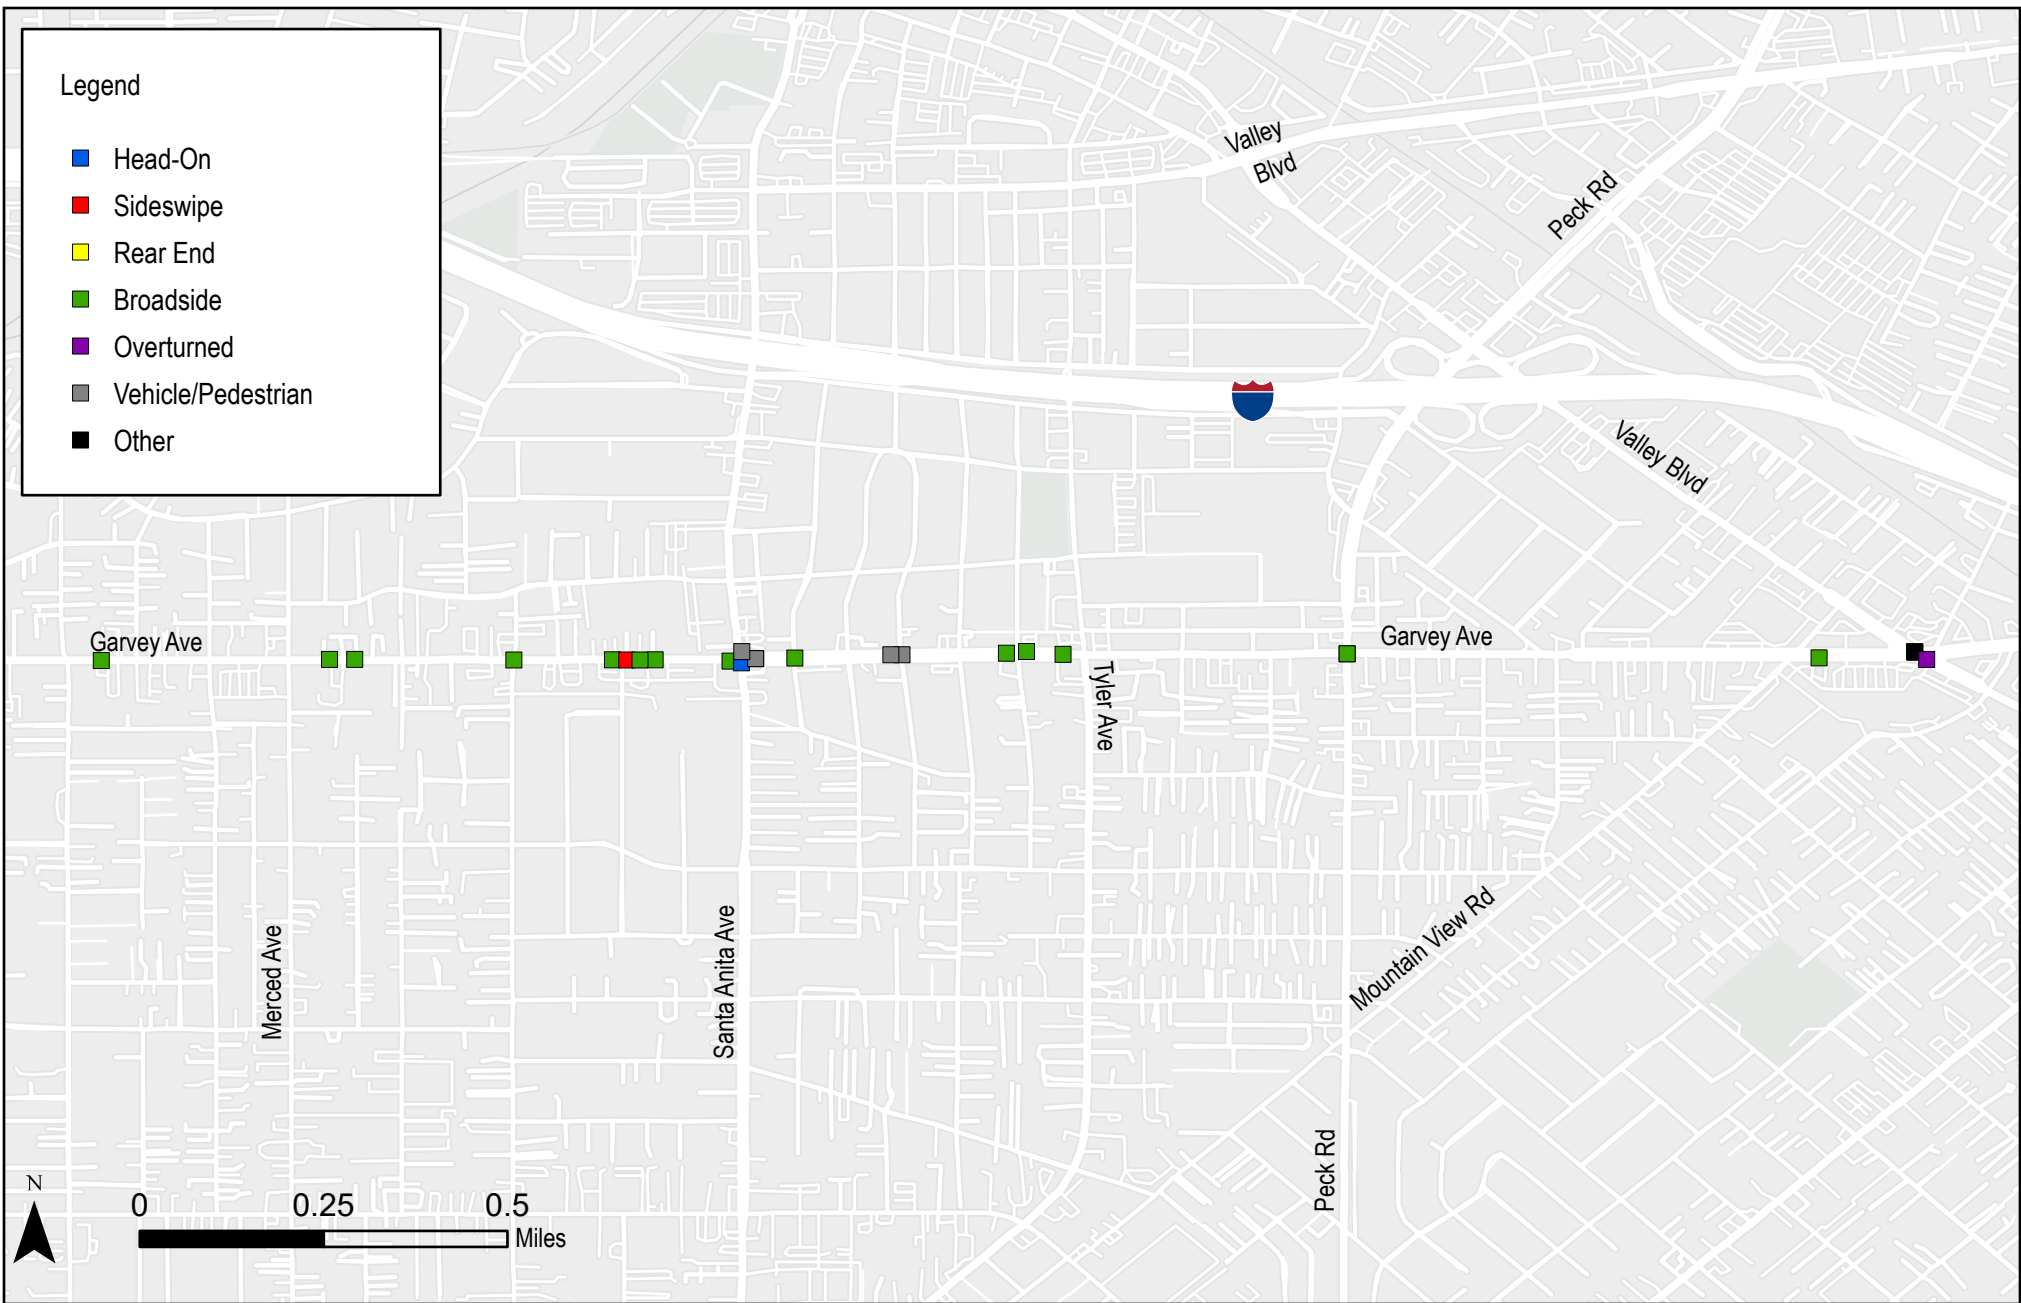 Legend
Head-On
Sideswipe
Rear End
Broadside
Overturned
Vehicle/Pedestrian
Other
Valley
Blvd
Peck Rd
Valley Blvd
Garvey Ave
Garvey Ave
Tyler Ave
Merced Ave
Santa Anita Ave
Mountain View Rd
Peck Rd
N
0 0.25 0.5
Miles